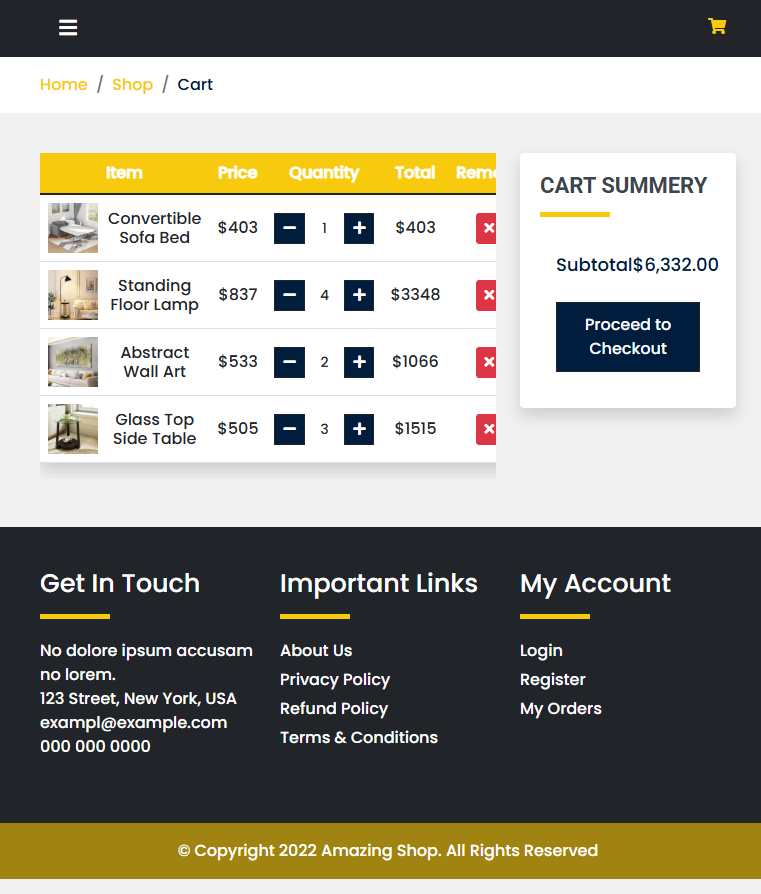 Home / Shop / Cart
Item Price Quantity Total Remo
Convertible
Sofa Bed
$403 1 $403
Standing
Floor Lamp
$837 4 $3348
Abstract
Wall Art
$533 2 $1066
Glass Top
Side Table
$505 3 $1515
CART SUMMERY
Subtotal$6,332.00
Proceed to
Checkout
Get In Touch
No dolore ipsum accusam
no lorem.
123 Street, New York, USA
exampl@example.com
000 000 0000
Important Links
About Us
Privacy Policy
Refund Policy
Terms & Conditions
My Account
Login
Register
My Orders
© Copyright 2022 Amazing Shop. All Rights Reserved